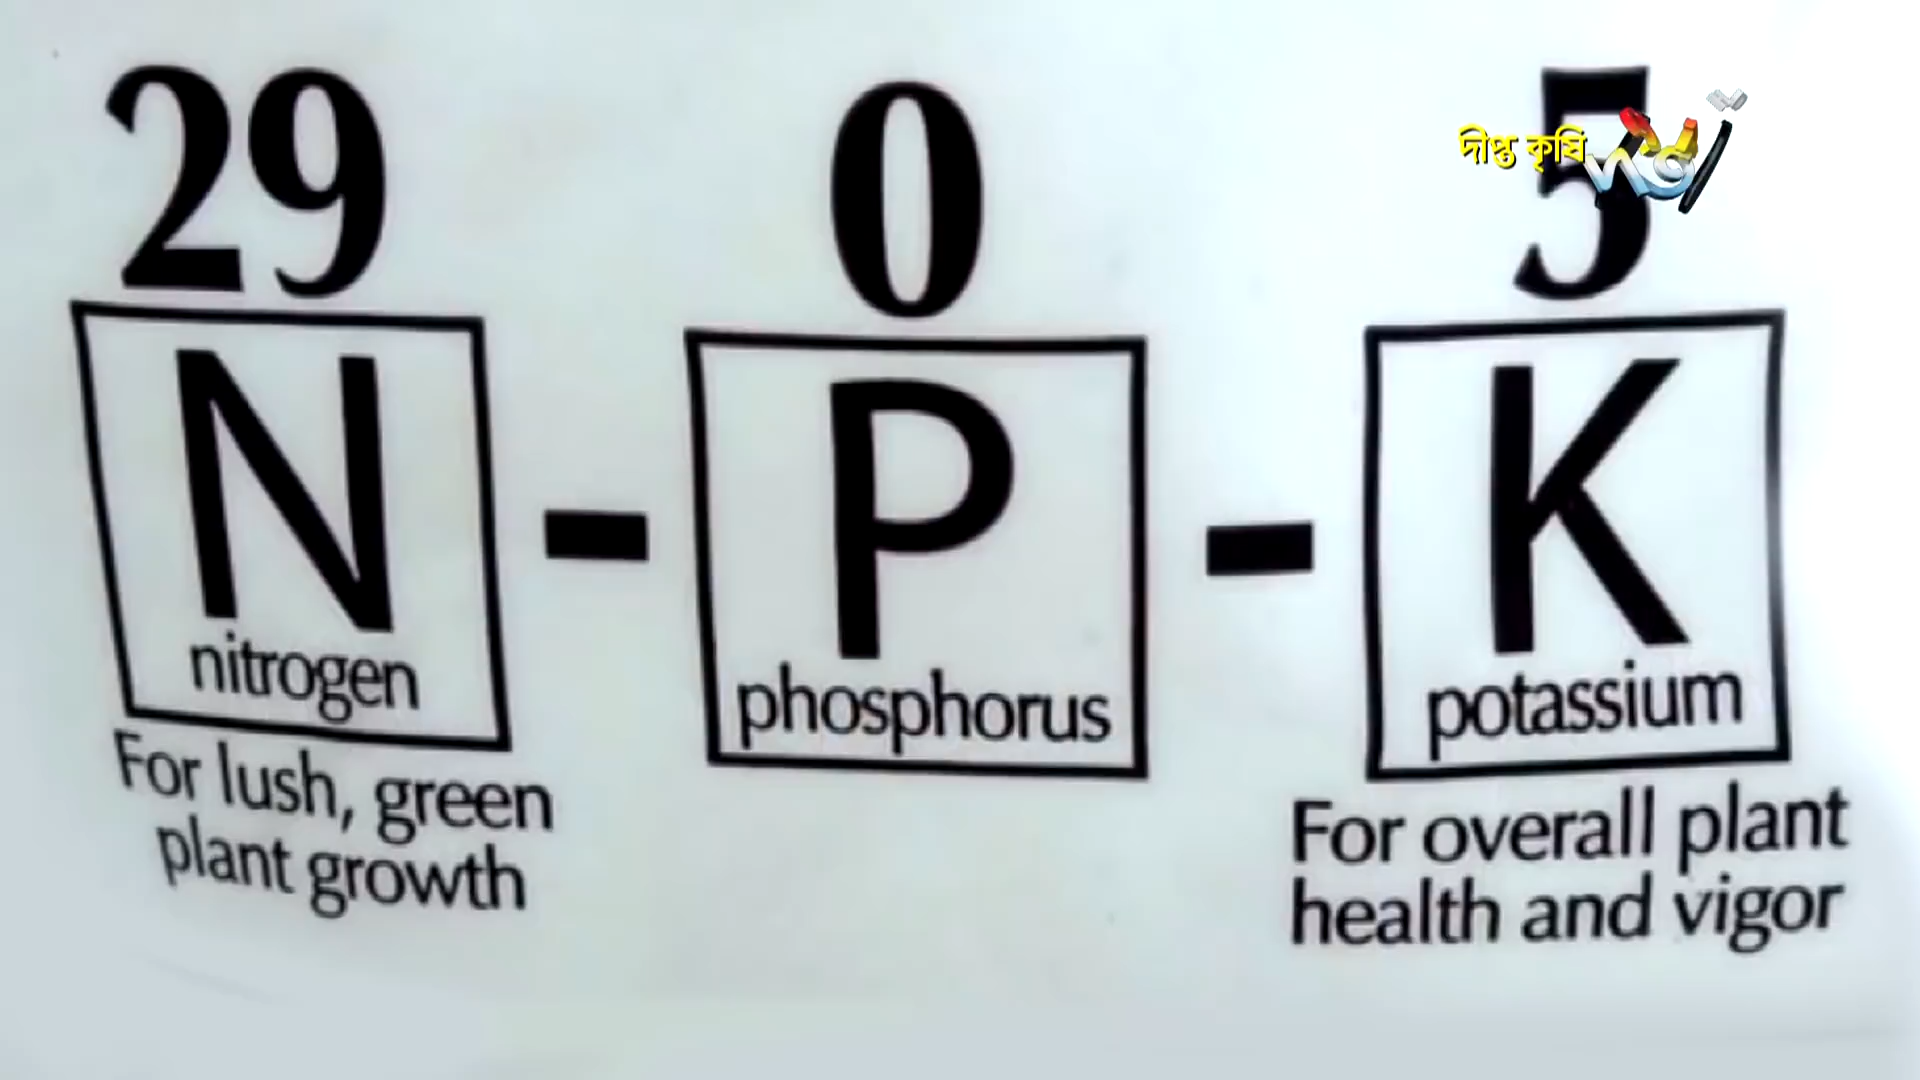 29 0 5
N - P - K
nitrogen phosphorus potassium
For lush, green
plant growth
For overall plant
health and vigor
দীপ্ত কৃষি